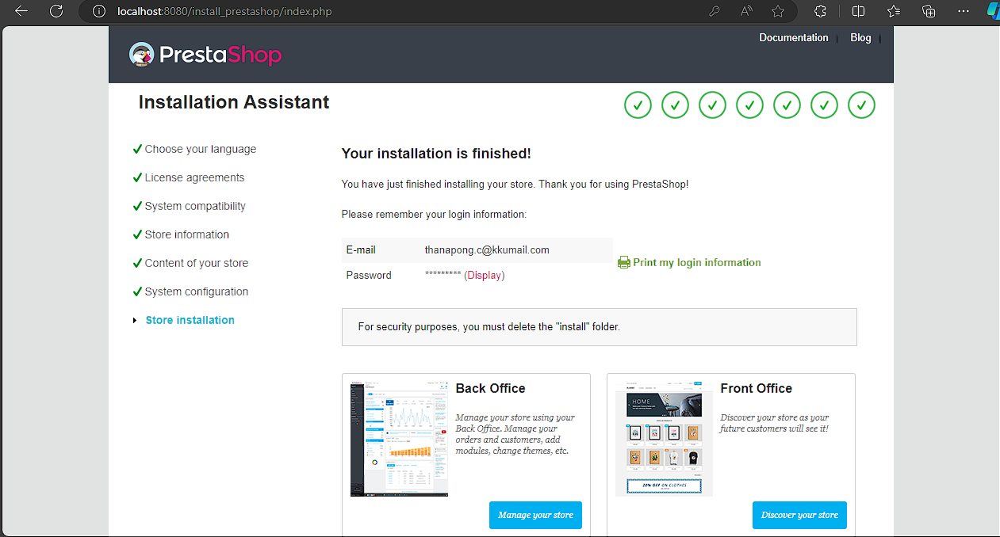 localhost:8080/install_prestashop/index.php
Documentation
Blog
PrestaShop
Installation Assistant
Choose your language
License agreements
System compatibility
Store information
Content of your store
System configuration
Store installation
Your installation is finished!
You have just finished installing your store. Thank you for using PrestaShop!
Please remember your login information:
E-mail thanapong.c@kkumail.com
Password ********* (Display)
Print my login information
For security purposes, you must delete the "install" folder.
Back Office
Manage your store using your
Back Office. Manage your
orders and customers, add
modules, change themes, etc.
Manage your store
Front Office
Discover your store as your
future customers will see it!
HOME
20% OFF ON CLOTHES
Discover your store